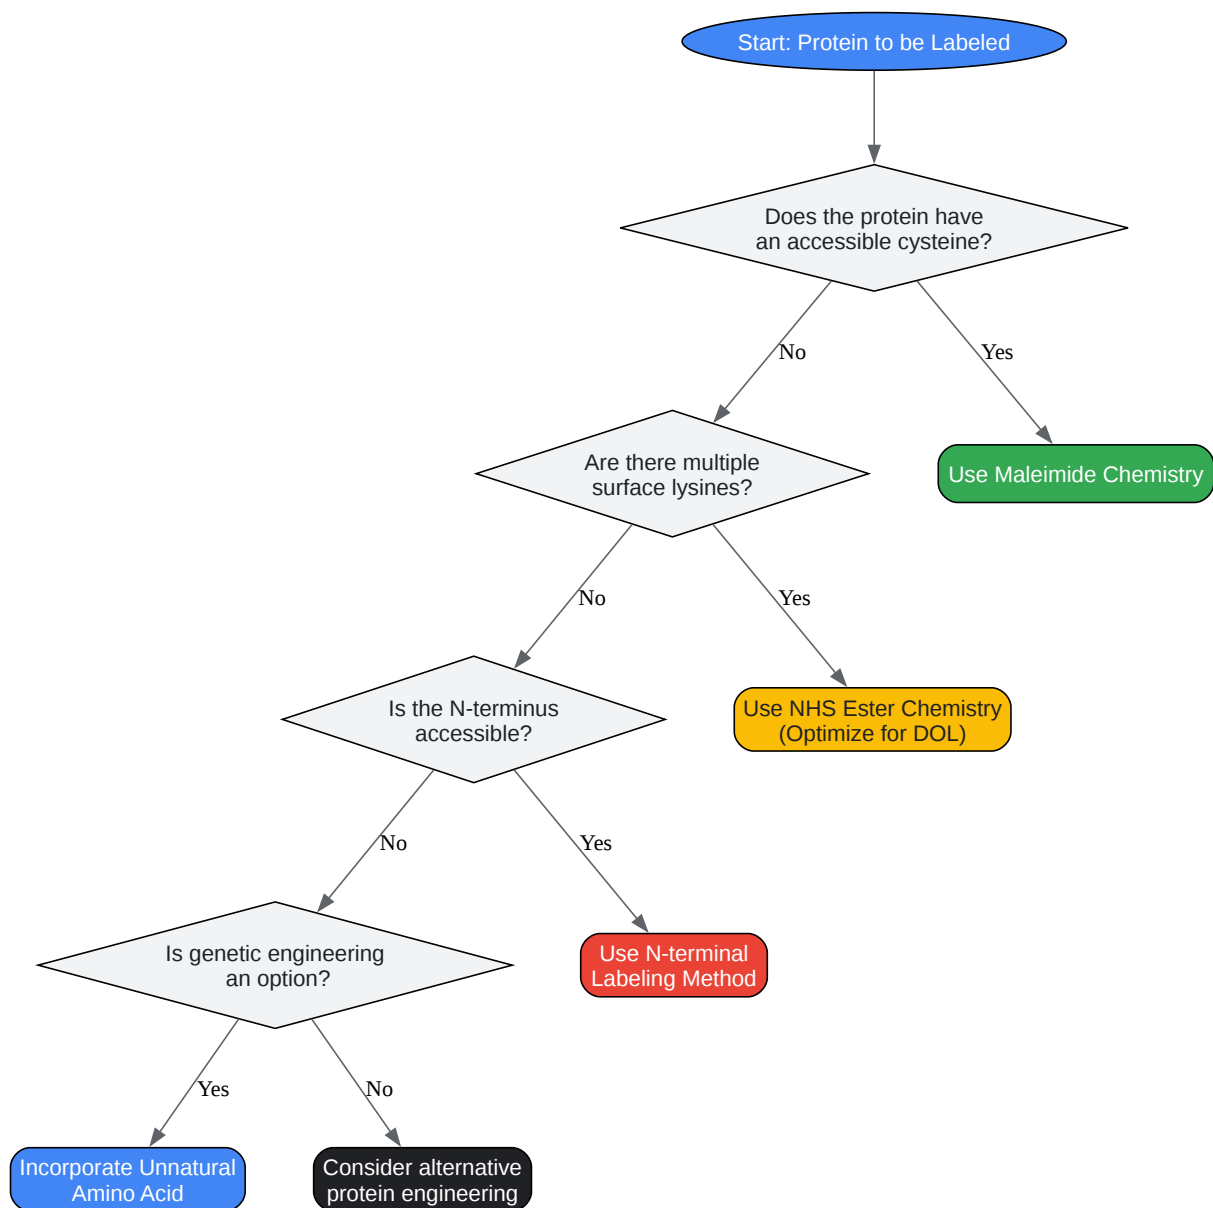 Start: Protein to be Labeled
Does the protein have
an accessible cysteine?
No
Yes
Are there multiple
surface lysines?
Use Maleimide Chemistry
No
Yes
Is the N-terminus
accessible?
Use NHS Ester Chemistry
(Optimize for DOL)
No
Yes
Is genetic engineering
an option?
Use N-terminal
Labeling Method
Yes
No
Incorporate Unnatural
Amino Acid
Consider alternative
protein engineering